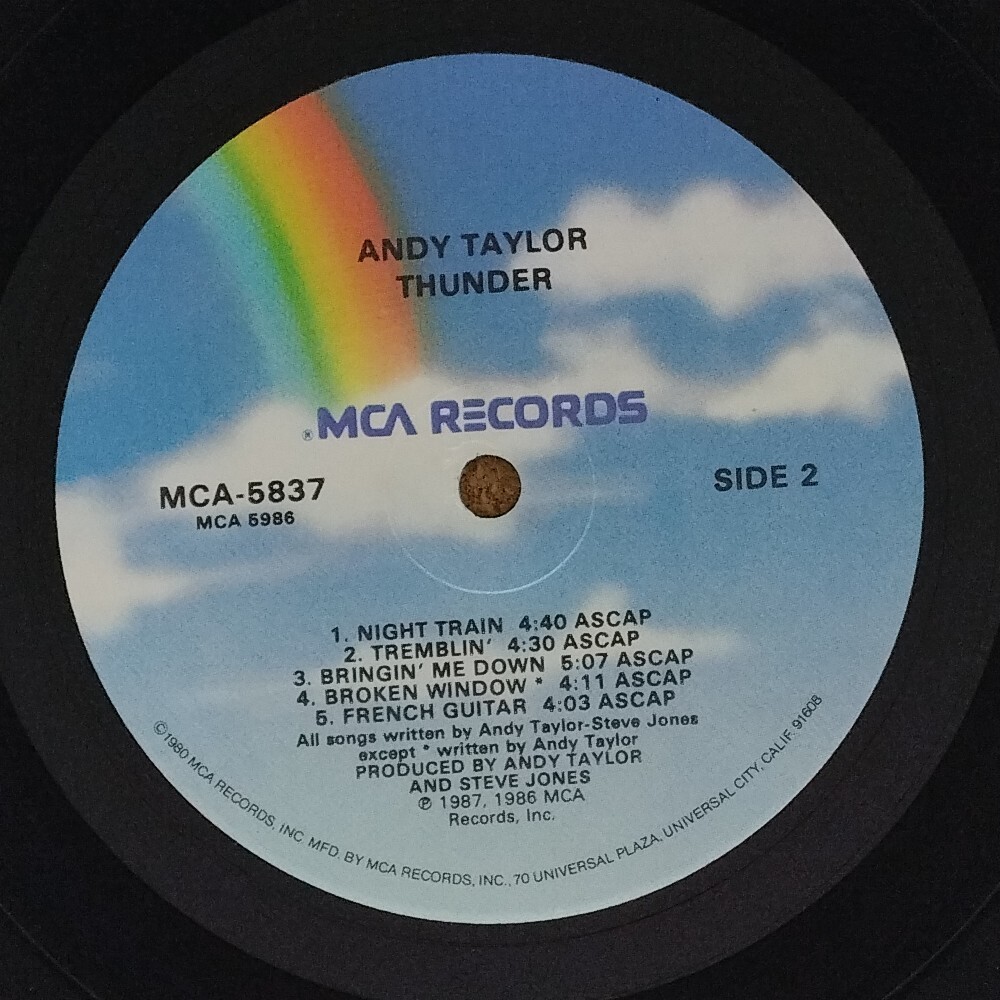 ANDY TAYLOR
THUNDER
® MCA RECORDS
MCA-5837
MCA 5986
SIDE 2
1. NIGHT TRAIN 4:40 ASCAP
2. TREMBLIN' 4:30 ASCAP
3. BRINGIN' ME DOWN 5:07 ASCAP
4. BROKEN WINDOW * 4:11 ASCAP
5. FRENCH GUITAR 4:03 ASCAP
All songs written by Andy Taylor-Steve Jones
except * written by Andy Taylor
PRODUCED BY ANDY TAYLOR
AND STEVE JONES
℗ 1987, 1986 MCA
Records, Inc.
©1980 MCA RECORDS, INC. MFD. BY MCA RECORDS, INC., 70 UNIVERSAL PLAZA, UNIVERSAL CITY, CALIF. 91608